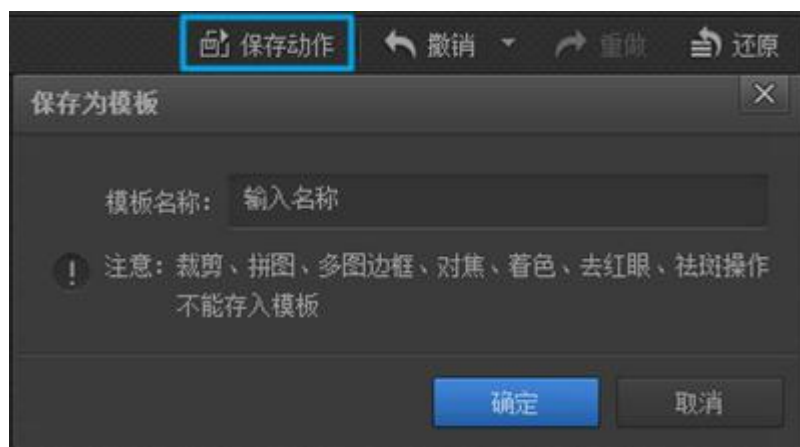 保存动作 撤销 重做 还原
保存为模板
模板名称: 输入名称
注意: 裁剪、拼图、多图边框、对焦、着色、去红眼、祛斑操作
不能存入模板
确定 取消